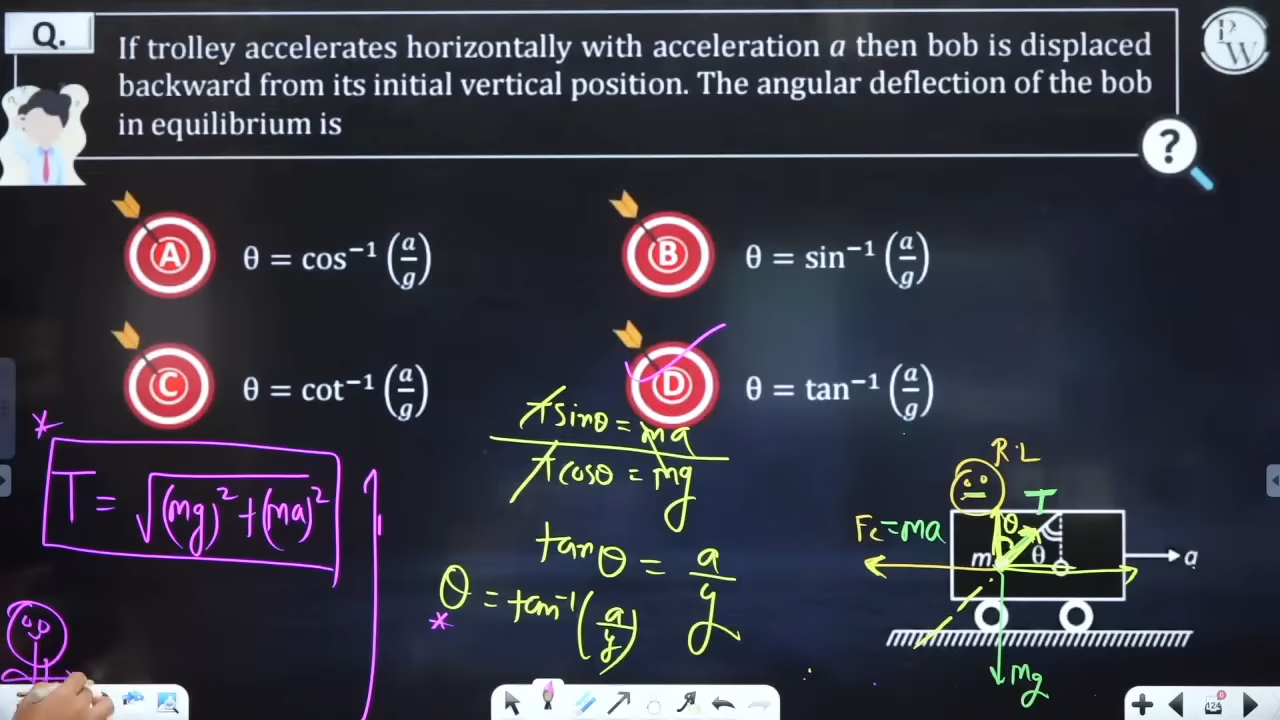 Q.
If trolley accelerates horizontally with acceleration a then bob is displaced
backward from its initial vertical position. The angular deflection of the bob
in equilibrium is
PW
?
A θ = cos⁻¹ (a/g)
B θ = sin⁻¹ (a/g)
C θ = cot⁻¹ (a/g)
D θ = tan⁻¹ (a/g)
T sinθ = ma
T cosθ = mg
tanθ = a/g
θ = tan⁻¹ (a/g)
*
*
T = √(mg)² + (ma)²
R.L
T
θ
Fc = ma
m
θ
a
Mg
124